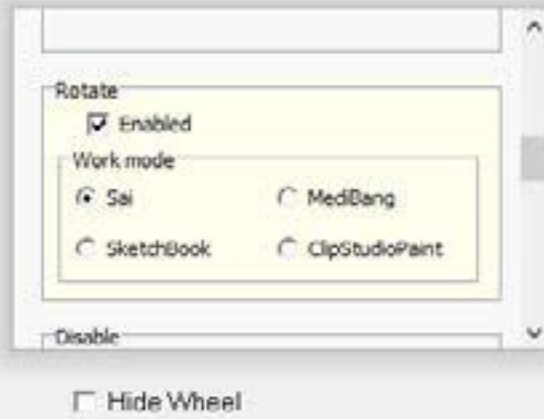 Rotate
Enabled
Work mode
Sai
MediBang
SketchBook
ClipStudioPaint
Disable
Hide Wheel